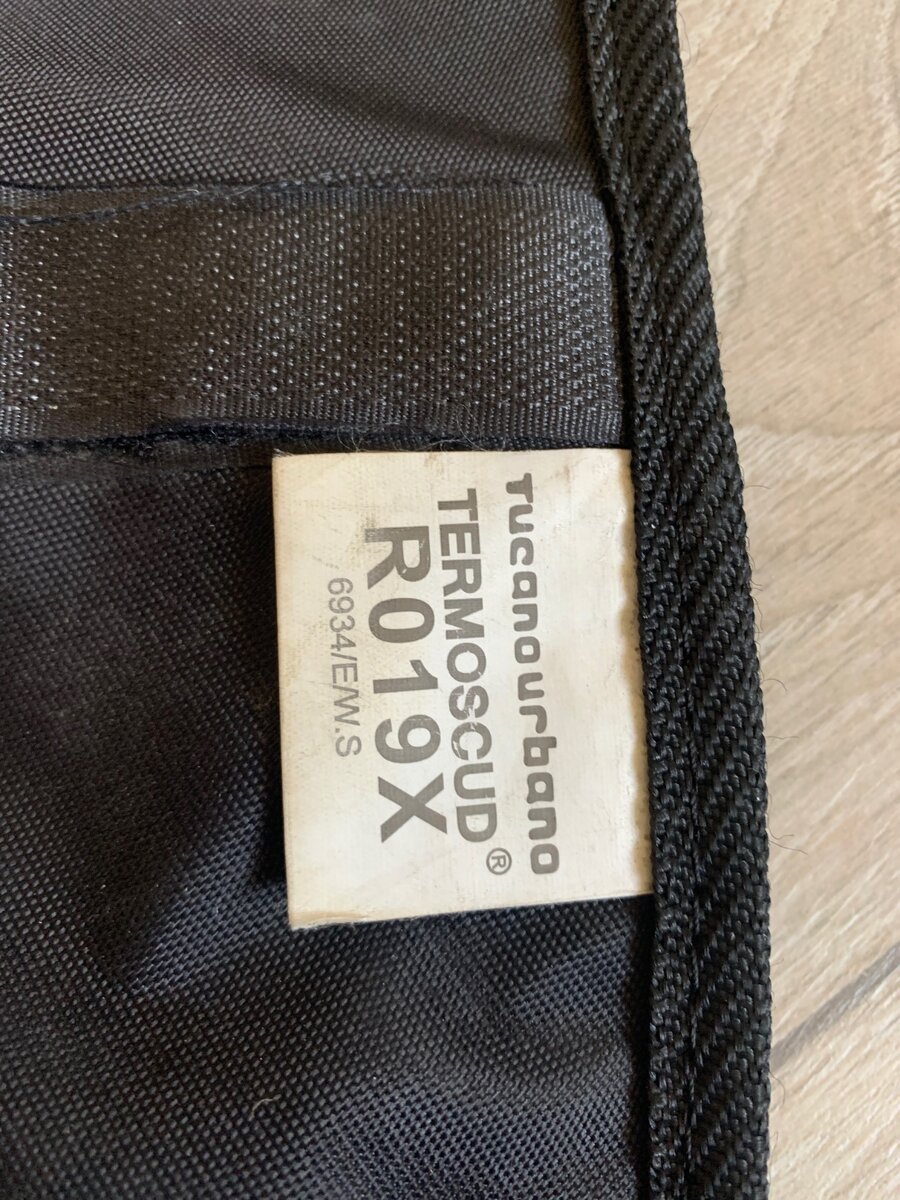 Tucanourbano
TERMOSCUD®
R019X
6934/E/W.S